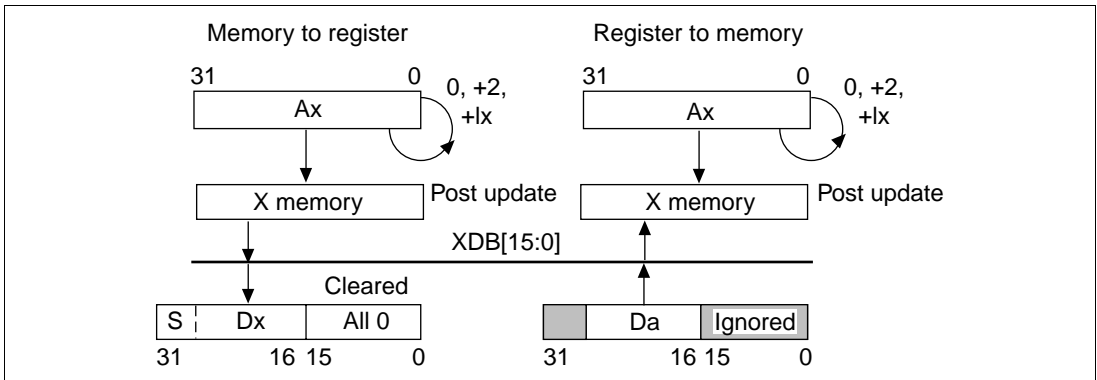 Memory to register Register to memory
31 0 0, +2, 31 0 0, +2,
Ax +Ix Ax +Ix
X memory Post update X memory Post update
XDB[15:0]
Cleared
S Dx All 0 Da Ignored
31 16 15 0 31 16 15 0